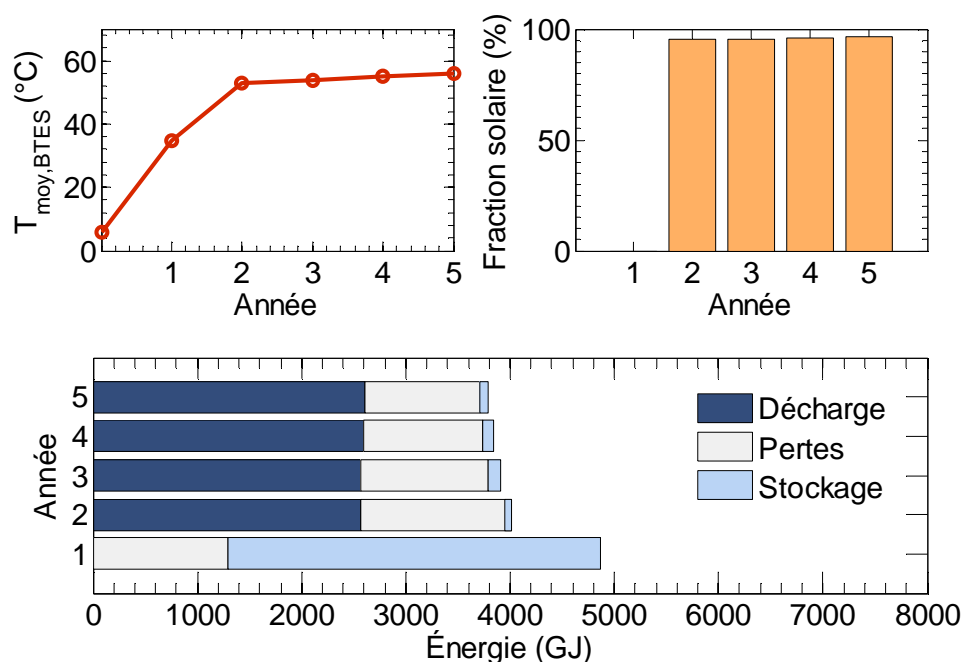 T moy,BTES (°C)
60
40
20
0
1 2 3 4 5
Année
Fraction solaire (%)
100
50
0
1 2 3 4 5
Année
Année
5
4
3
2
1
Décharge
Pertes
Stockage
0 1000 2000 3000 4000 5000 6000 7000 8000
Énergie (GJ)